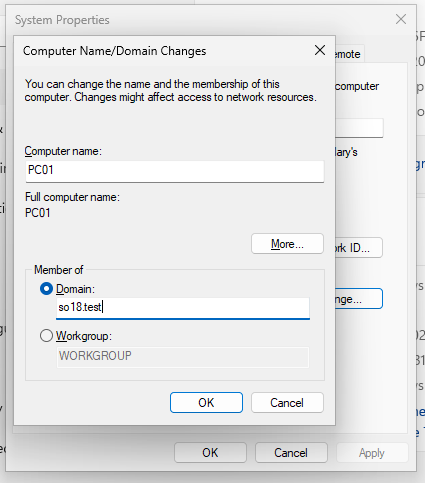 System Properties
Computer Name/Domain Changes
You can change the name and the membership of this
computer. Changes might affect access to network resources.
Computer name:
PC01
Full computer name:
PC01
More...
Member of
Domain:
so18.test
Workgroup:
WORKGROUP
OK
Cancel
emote
computer
lary's
rk ID...
nge...
OK
Cancel
Apply